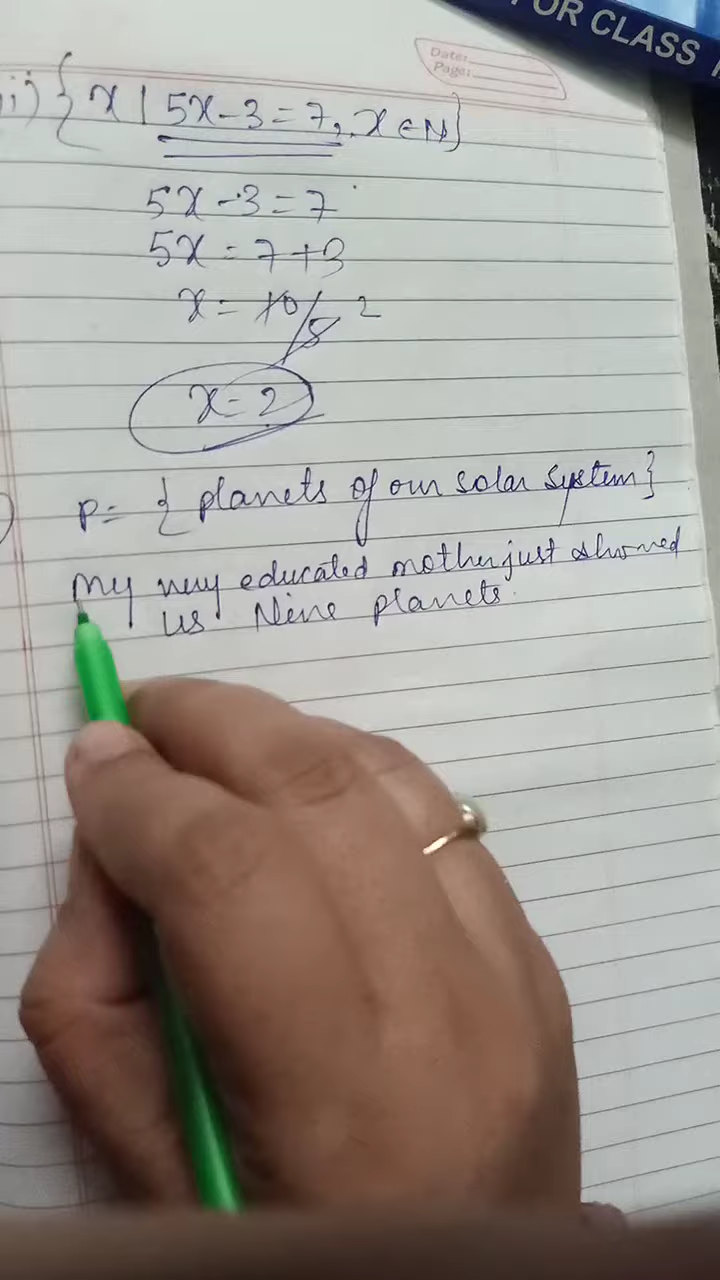 FOR CLASS
Date:
Page:
ii) {x | 5x-3=7, x∈N}
5x-3=7
5x=7+3
x=10/5 2
x=2
P= { planets of our solar system }
My very educated mother just showed
us Nine planets.